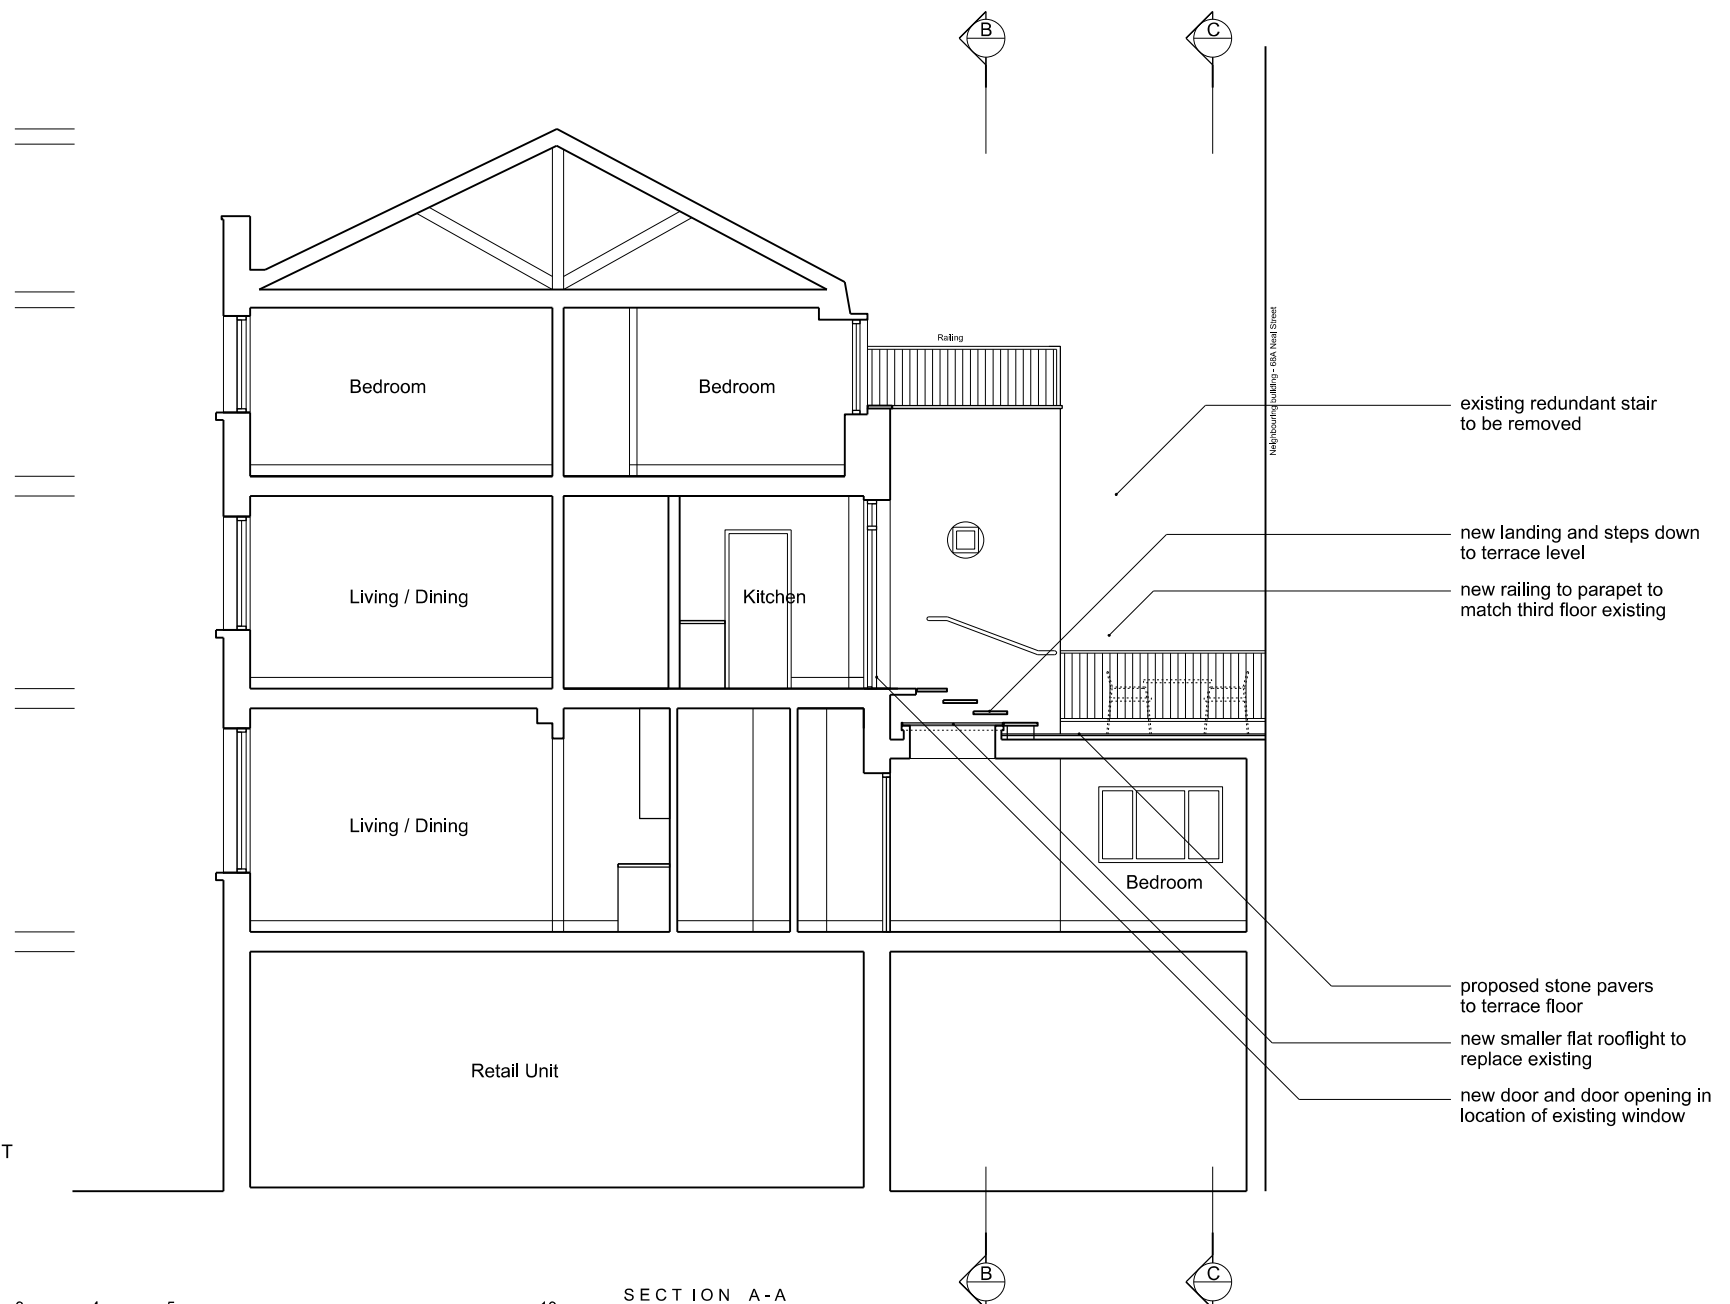 B
C
Railing
Neighbouring building - 68A Neal Street
Bedroom
Bedroom
existing redundant stair
to be removed
new landing and steps down
to terrace level
new railing to parapet to
match third floor existing
Living / Dining
Kitchen
Living / Dining
Bedroom
proposed stone pavers
to terrace floor
new smaller flat rooflight to
replace existing
new door and door opening in
location of existing window
Retail Unit
T
B
C
SECTION A-A